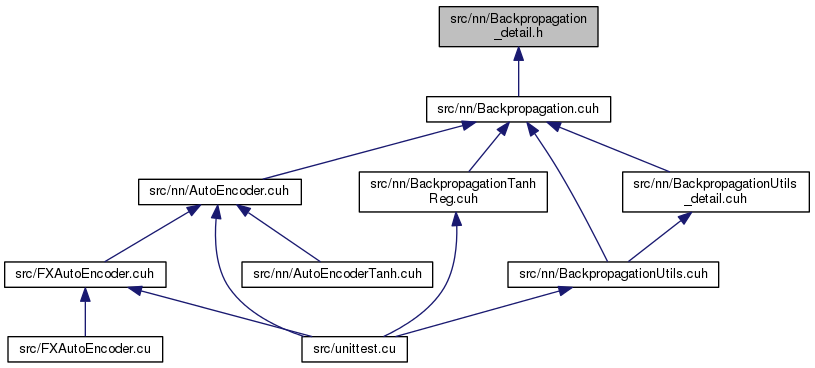 src/nn/Backpropagation
_detail.h
src/nn/Backpropagation.cuh
src/nn/AutoEncoder.cuh
src/nn/BackpropagationTanh
Reg.cuh
src/nn/BackpropagationUtils
_detail.cuh
src/FXAutoEncoder.cuh
src/nn/AutoEncoderTanh.cuh
src/nn/BackpropagationUtils.cuh
src/FXAutoEncoder.cu
src/unittest.cu